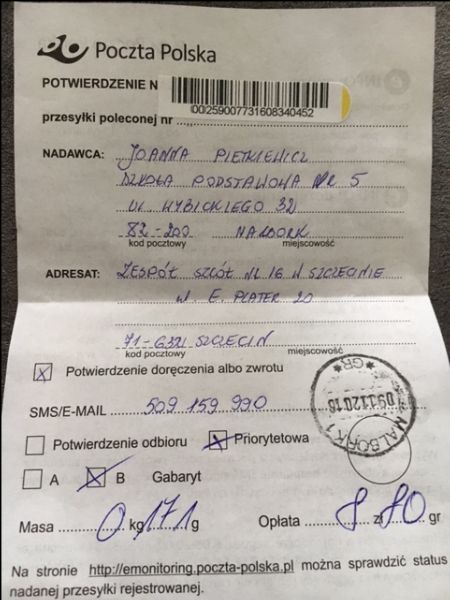 Poczta Polska
POTWIERDZENIE N
00259007731608340452
przesyłki poleconej nr
NADAWCA: JOANNA PIETKIEWICZ
SZKOŁA PODSTAWOWA NR 5
UL WYBICKIEGO 32
82-200 MALBORK
kod pocztowy miejscowość
ADRESAT: ZESPÓŁ SZKÓŁ NR 16 W SZCZECINIE
UL E. PLATER 20
71-632 SZCZECIN
kod pocztowy miejscowość
X Potwierdzenie doręczenia albo zwrotu
SMS/E-MAIL 509 159 990
Potwierdzenie odbioru X Priorytetowa
A X B Gabaryt
Masa 0 kg 171 g Opłata 8 zł 80 gr
MALBORK 1
*GR*
Na stronie http://emonitoring.poczta-polska.pl można sprawdzić status
nadanej przesyłki rejestrowanej.